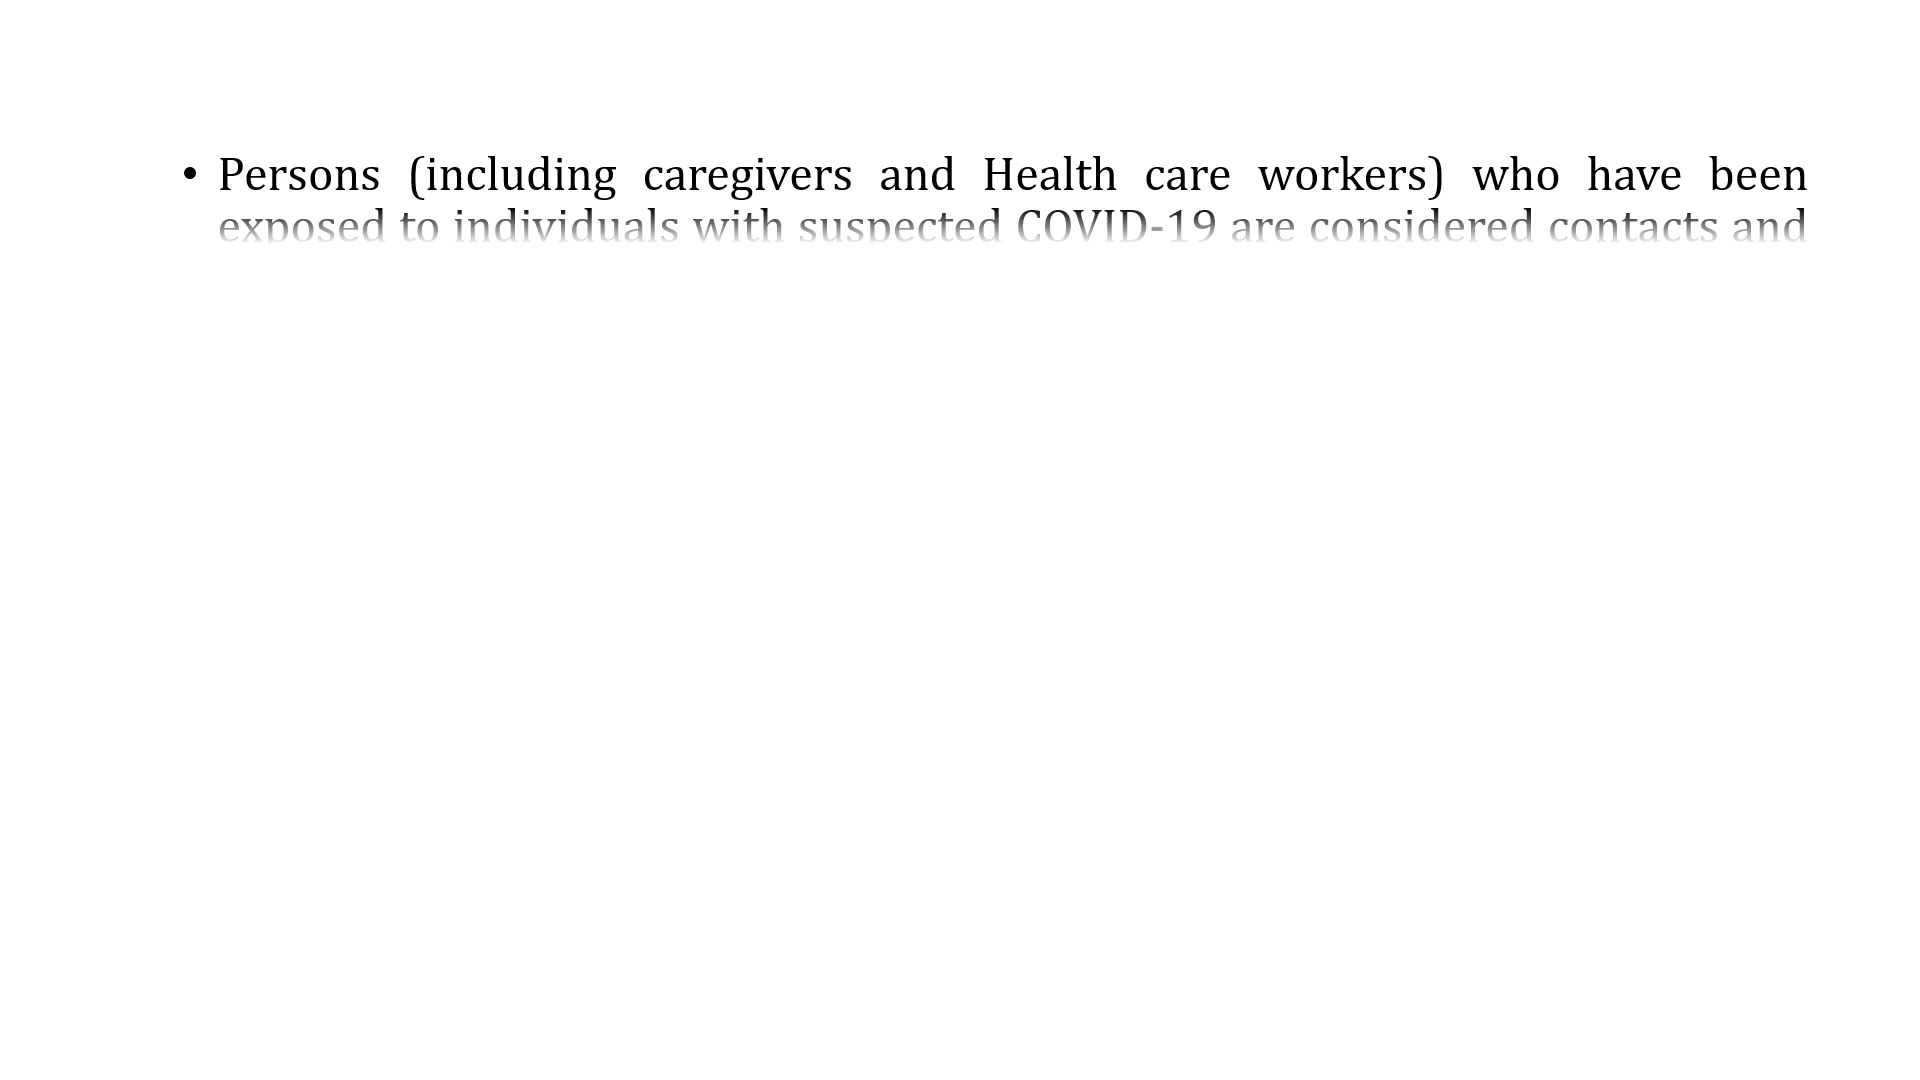 • Persons (including caregivers and Health care workers) who have been
exposed to individuals with suspected COVID-19 are considered contacts and